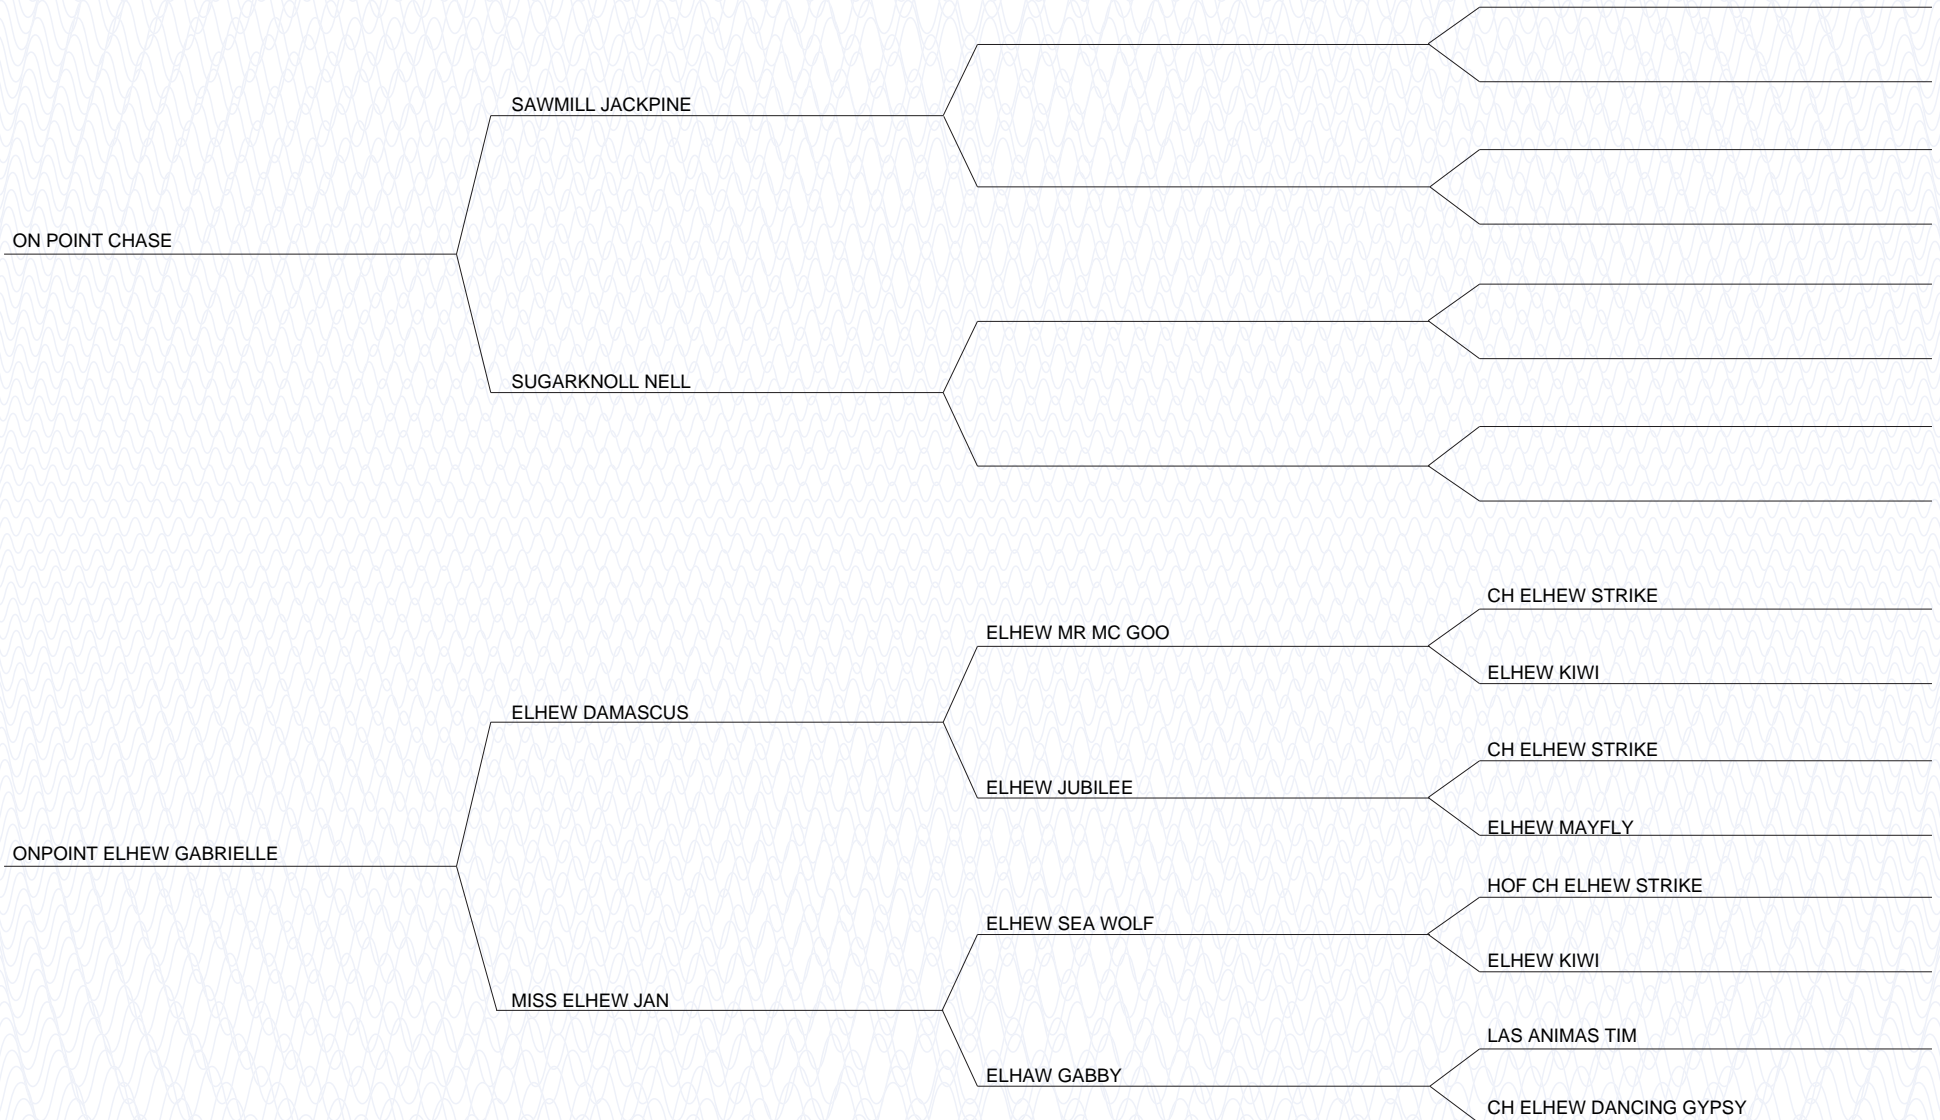 SAWMILL JACKPINE
ON POINT CHASE
SUGARKNOLL NELL
CH ELHEW STRIKE
ELHEW MR MC GOO
ELHEW KIWI
ELHEW DAMASCUS
CH ELHEW STRIKE
ELHEW JUBILEE
ELHEW MAYFLY
ONPOINT ELHEW GABRIELLE
HOF CH ELHEW STRIKE
ELHEW SEA WOLF
ELHEW KIWI
MISS ELHEW JAN
LAS ANIMAS TIM
ELHAW GABBY
CH ELHEW DANCING GYPSY